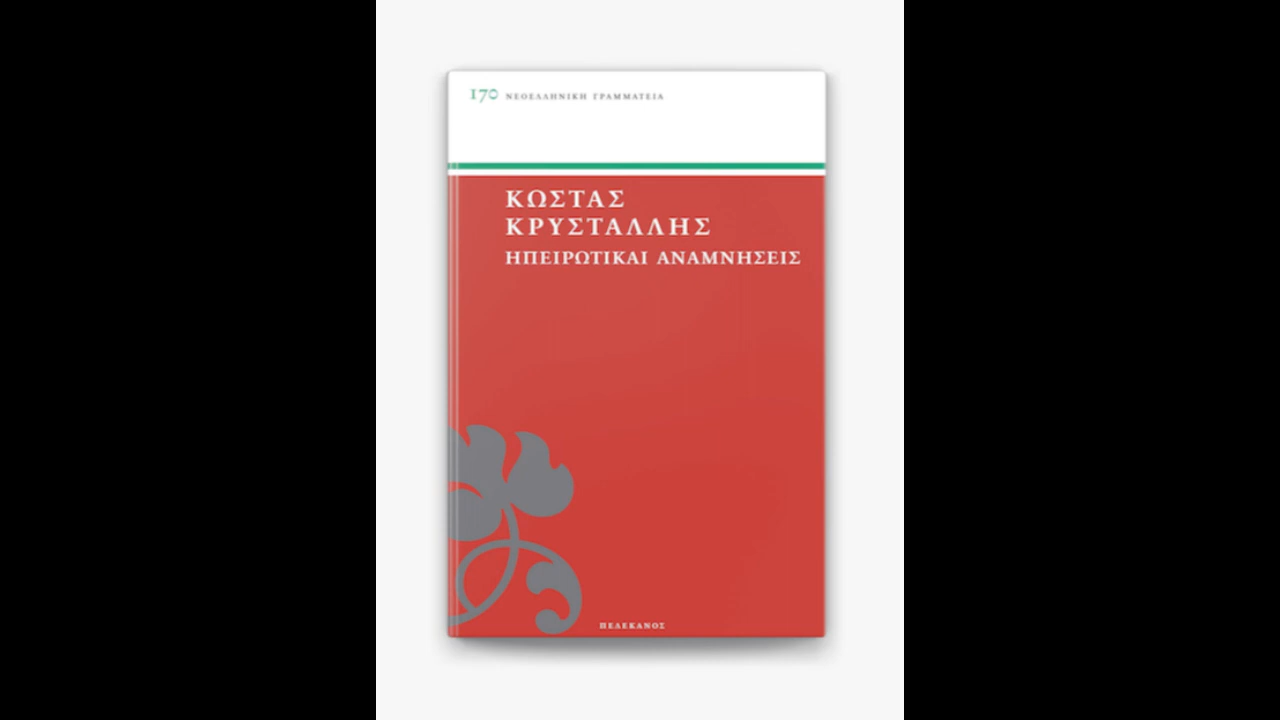 170 ΝΕΟΕΛΛΗΝΙΚΗ ΓΡΑΜΜΑΤΕΙΑ
ΚΩΣΤΑΣ
ΚΡΥΣΤΑΛΛΗΣ
ΗΠΕΙΡΩΤΙΚΑΙ ΑΝΑΜΝΗΣΕΙΣ
ΠΕΛΕΚΑΝΟΣ